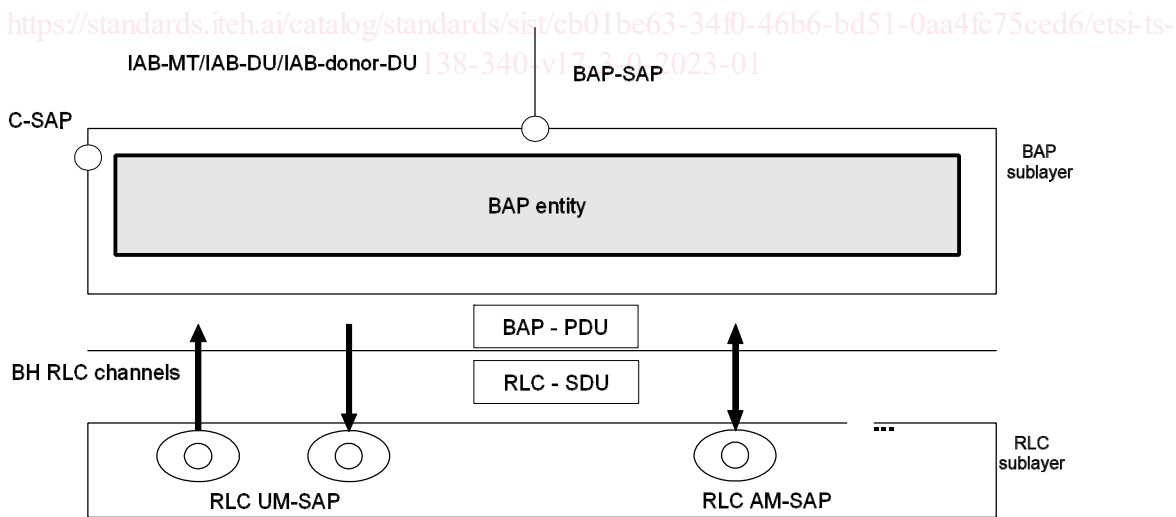 https://standards.iteh.ai/catalog/standards/sist/cb01be63-34f0-46b6-bd51-0aa4fc75ced6/etsi-ts-
IAB-MT/IAB-DU/IAB-donor-DU
138-340-v17-3-0-2023-01
BAP-SAP
C-SAP
BAP
sublayer
BAP entity
BAP - PDU
BH RLC channels
RLC - SDU
...
RLC
sublayer
RLC UM-SAP
RLC AM-SAP